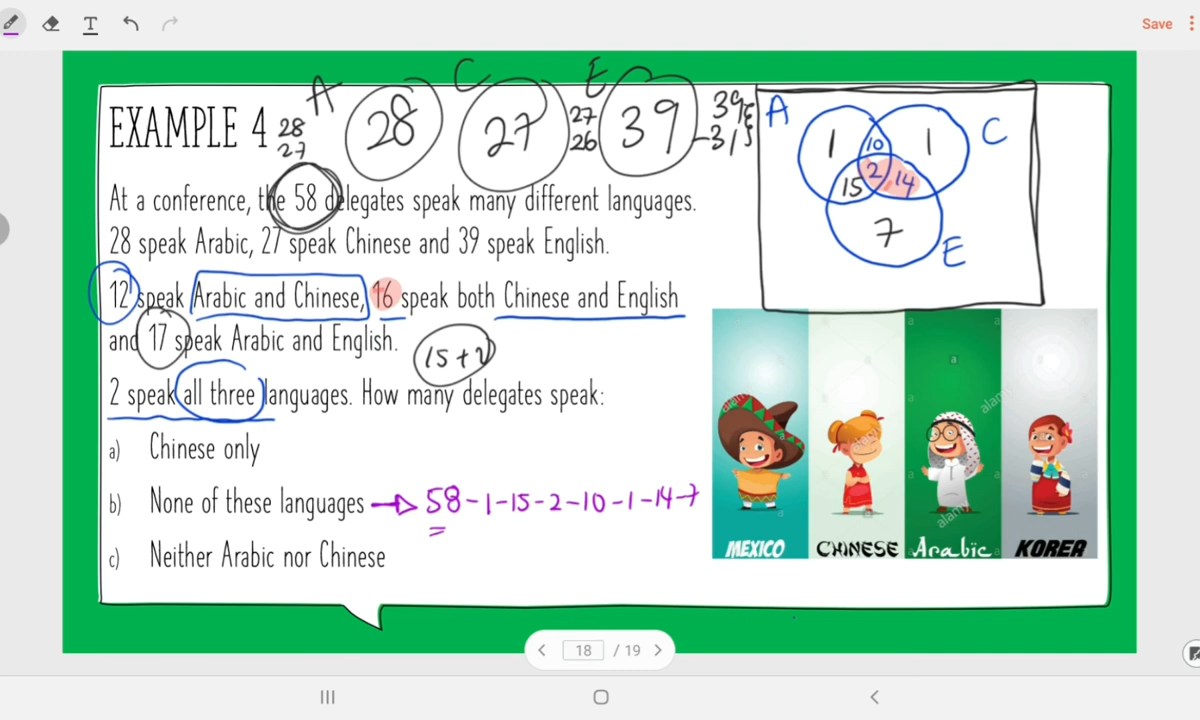 T
Save
A
C
E
EXAMPLE 4
28
27
28
27
27
26
39
39
-31
A
C
E
1
10
1
2
15
14
7
At a conference, the 58 delegates speak many different languages.
28 speak Arabic, 27 speak Chinese and 39 speak English.
12 speak Arabic and Chinese, 16 speak both Chinese and English
and 17 speak Arabic and English.
15+2
2 speak all three languages. How many delegates speak:
a) Chinese only
b) None of these languages
58-1-15-2-10-1-14-7
c) Neither Arabic nor Chinese
MEXICO
CHINESE
Arabic
KOREA
alamy
alamy
a
18 / 19